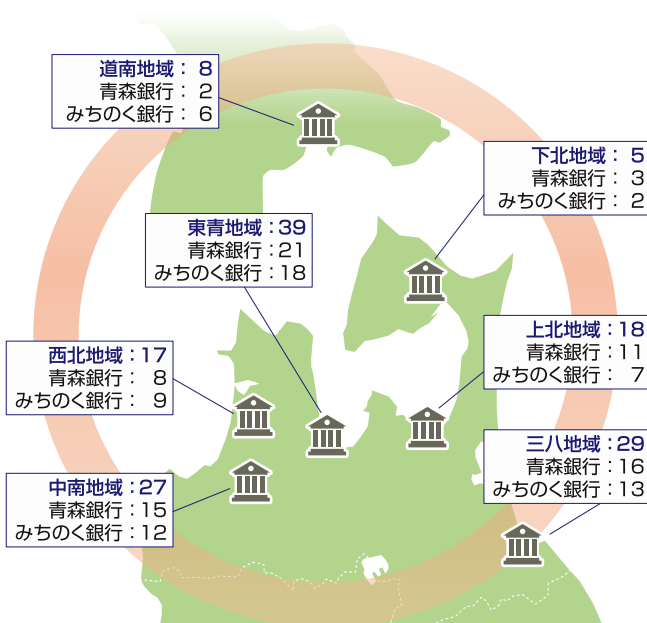 道南地域： 8
青森銀行： 2
みちのく銀行： 6
下北地域： 5
青森銀行： 3
みちのく銀行： 2
東青地域：39
青森銀行：21
みちのく銀行：18
上北地域：18
青森銀行：11
みちのく銀行： 7
西北地域：17
青森銀行： 8
みちのく銀行： 9
三八地域：29
青森銀行：16
みちのく銀行：13
中南地域：27
青森銀行：15
みちのく銀行：12